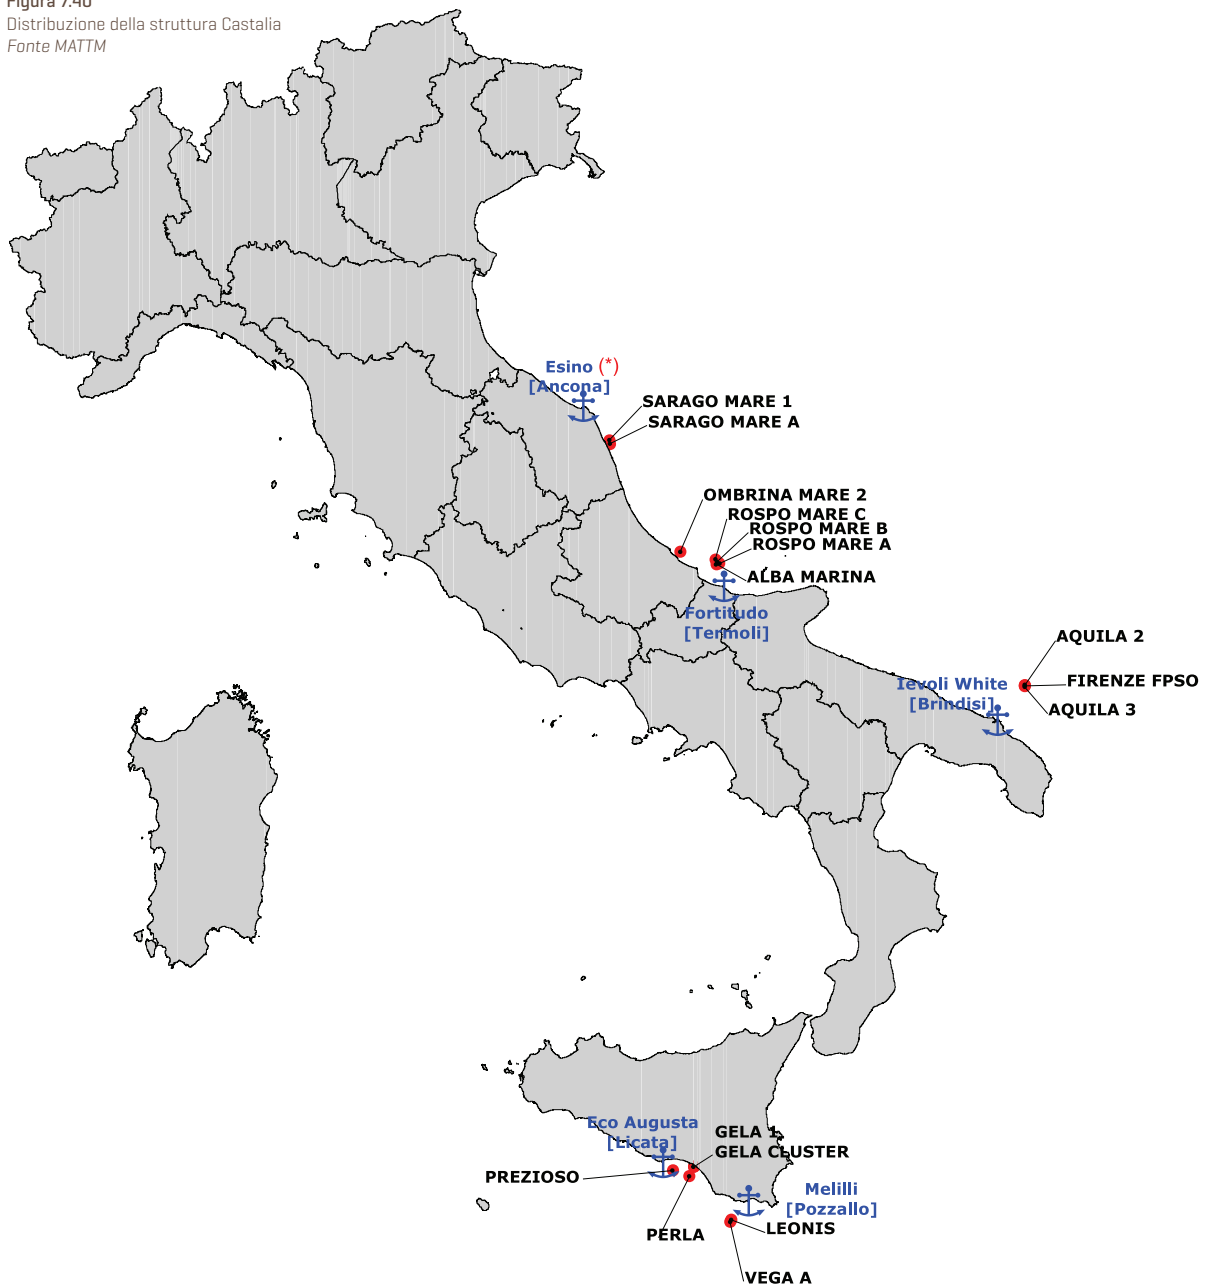 Figura 7.40
Distribuzione della struttura Castalia
Fonte MATTM
Esino (*)
[Ancona]
SARAGO MARE 1
SARAGO MARE A
OMBRINA MARE 2
ROSPO MARE C
ROSPO MARE B
ROSPO MARE A
ALBA MARINA
Fortitudo
[Termoli]
AQUILA 2
Ievoli White
FIRENZE FPSO
[Brindisi]
AQUILA 3
Eco Augusta
[Licata]
GELA 1
GELA CLUSTER
PREZIOSO
Melilli
[Pozzallo]
PERLA
LEONIS
VEGA A